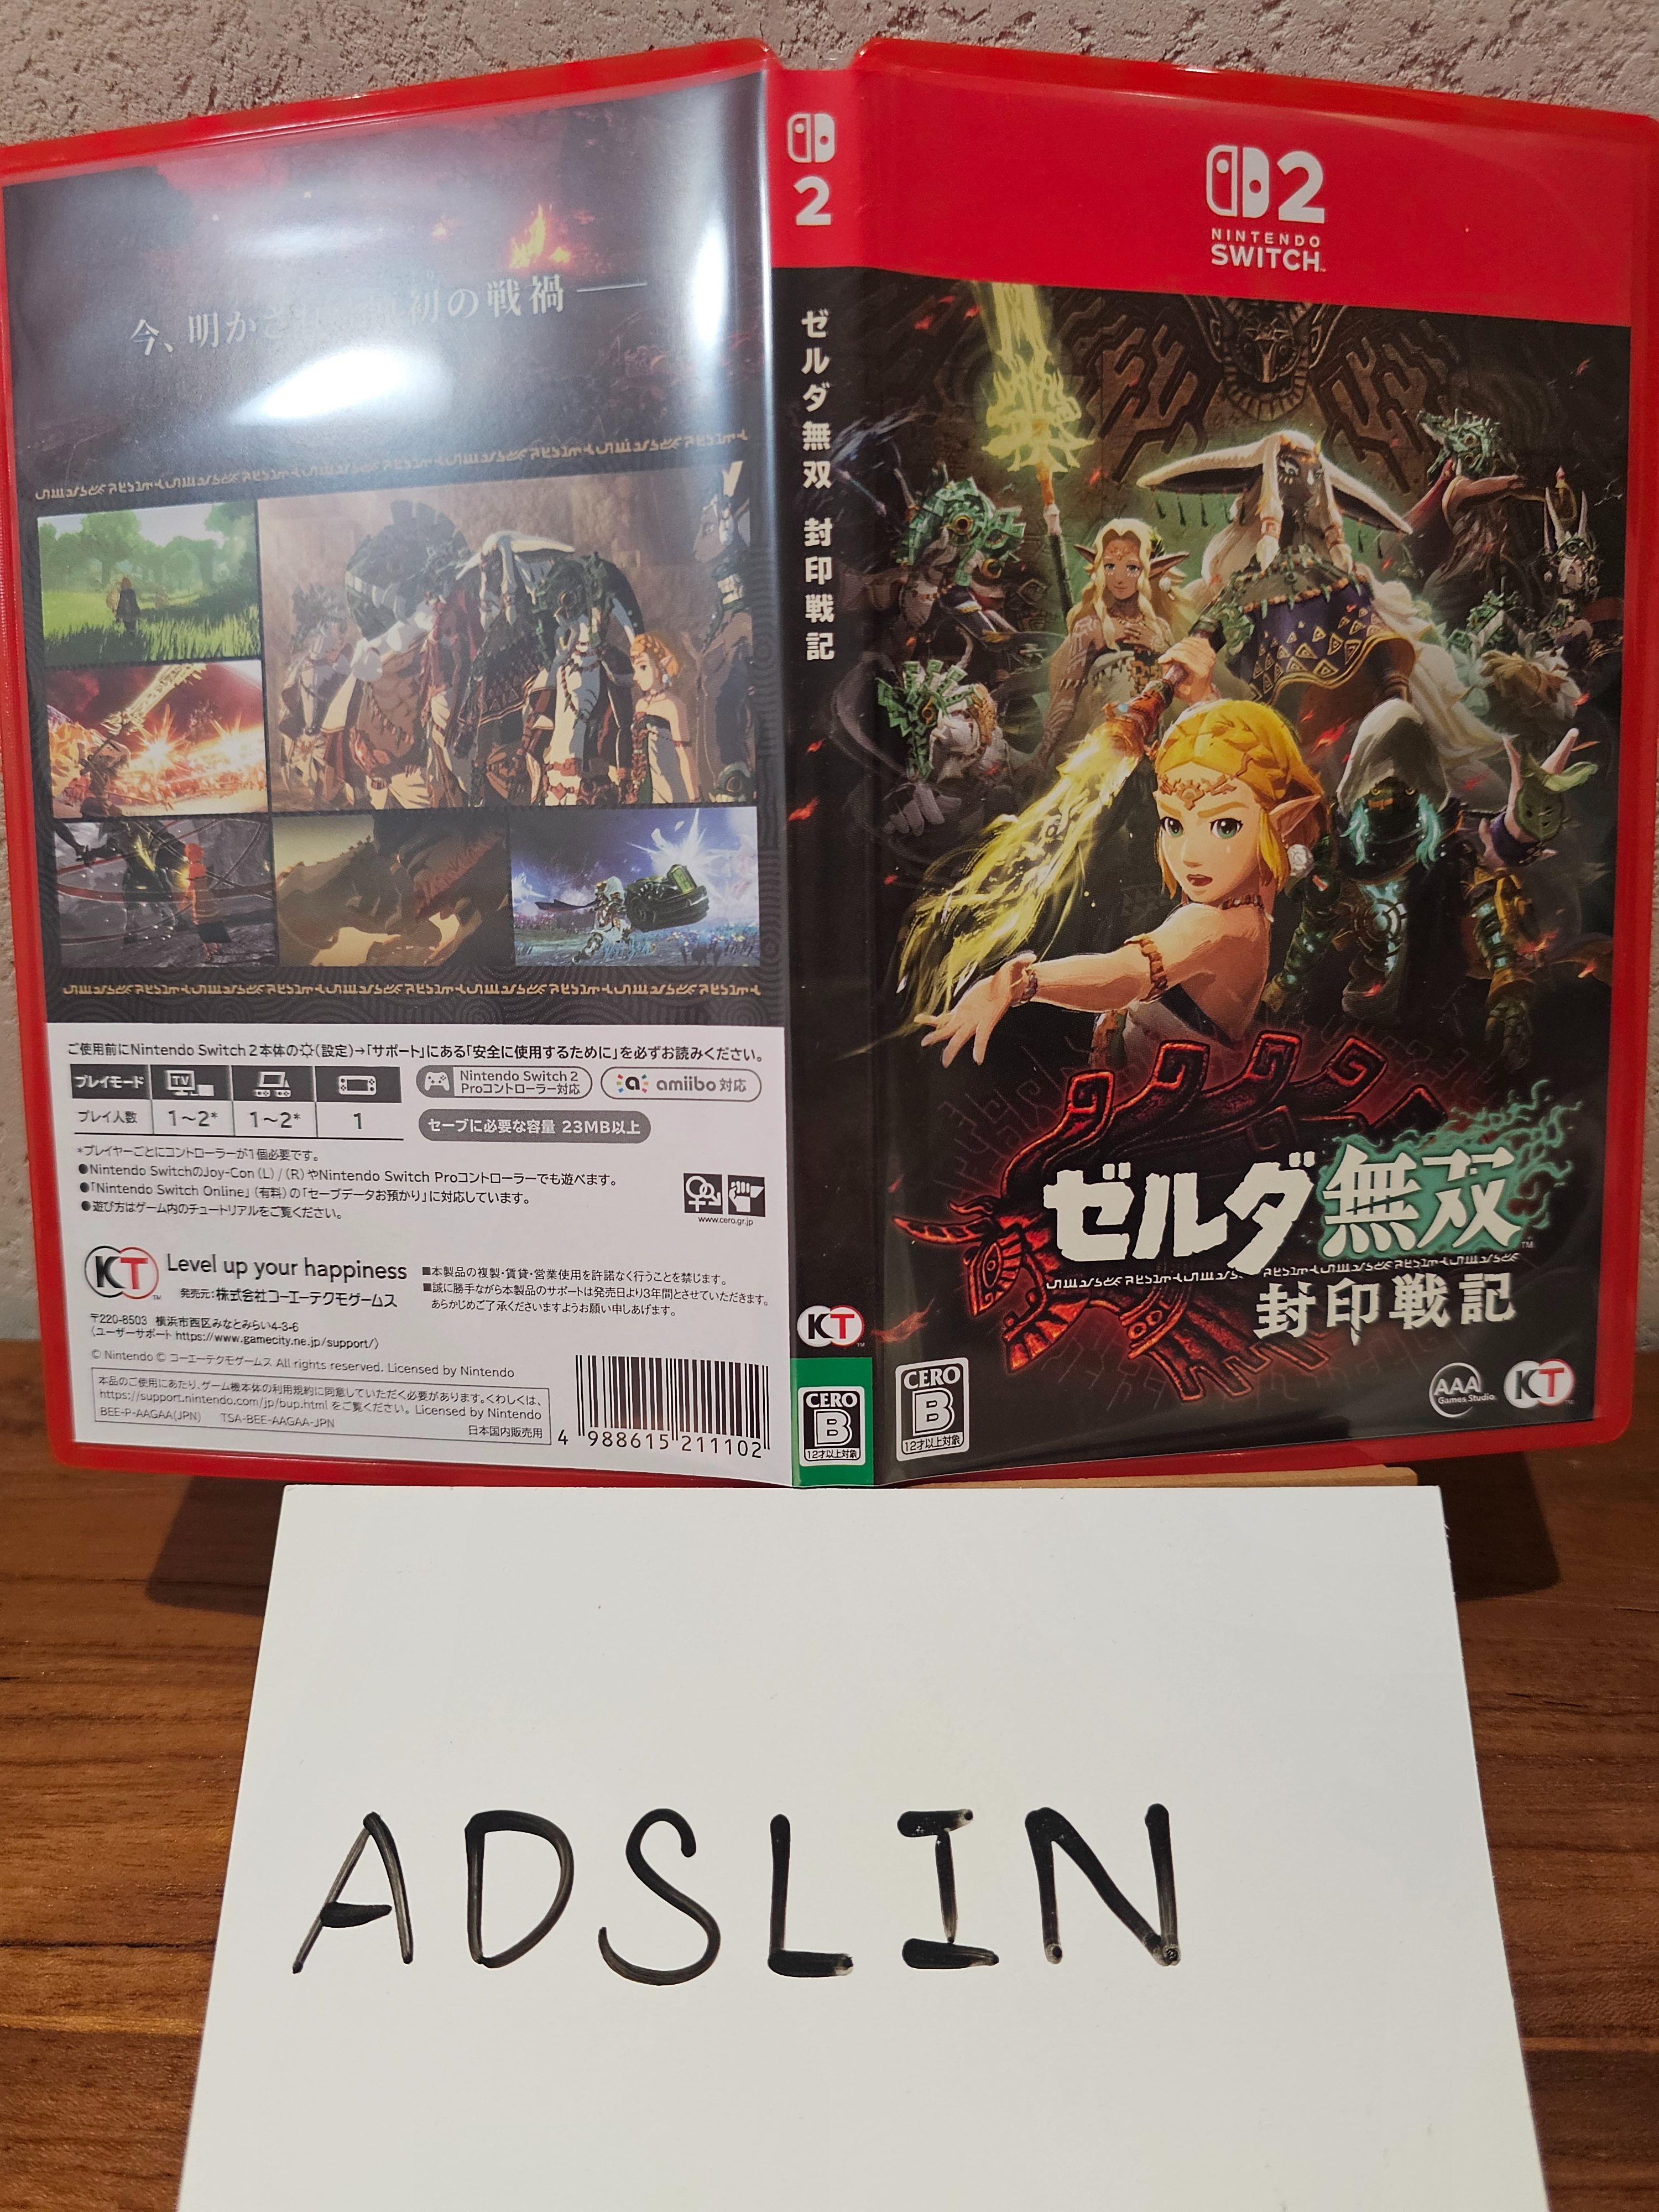 今、明かさ
初の戦禍――
ご使用前にNintendo Switch 2本体の(設定)→「サポート」にある「安全に使用するために」を必ずお読みください。
プレイモード TV
プレイ人数 1~2* 1~2* 1
Nintendo Switch 2
Proコントローラー対応
amiibo対応
セーブに必要な容量 23MB以上
*プレイヤーごとにコントローラーが1個必要です。
●Nintendo SwitchのJoy-Con(L)/(R)やNintendo Switch Proコントローラーでも遊べます。
●「Nintendo Switch Online」(有料)の「セーブデータお預かり」に対応しています。
●遊び方はゲーム内のチュートリアルをご覧ください。
www.cero.gr.jp
KT
Level up your happiness
発売元:株式会社コーエーテクモゲームス
■本製品の複製・賃貸・営業使用を許諾なく行うことを禁じます。
■誠に勝手ながら本製品のサポートは発売日より3年間とさせていただきます。
あらかじめご了承くださいますようお願い申しあげます。
〒220-8503 横浜市西区みなとみらい4-3-6
〈ユーザーサポート https://www.gamecity.ne.jp/support/〉
© Nintendo © コーエーテクモゲームス All rights reserved. Licensed by Nintendo
本品のご使用にあたり、ゲーム機本体の利用規約に同意していただく必要があります。くわしくは、
https://support.nintendo.com/jp/bup.html をご覧ください。 Licensed by Nintendo
BEE-P-AAGAA(JPN) TSA-BEE-AAGAA-JPN
日本国内販売用
4 988615 211102
2
ゼルダ無双 封印戦記
KT
CERO
B
12才以上対象
2
NINTENDO
SWITCH™
ゼルダ無双™
封印戦記
CERO
B
12才以上対象
AAA
Games Studio
KT
ADSLIN